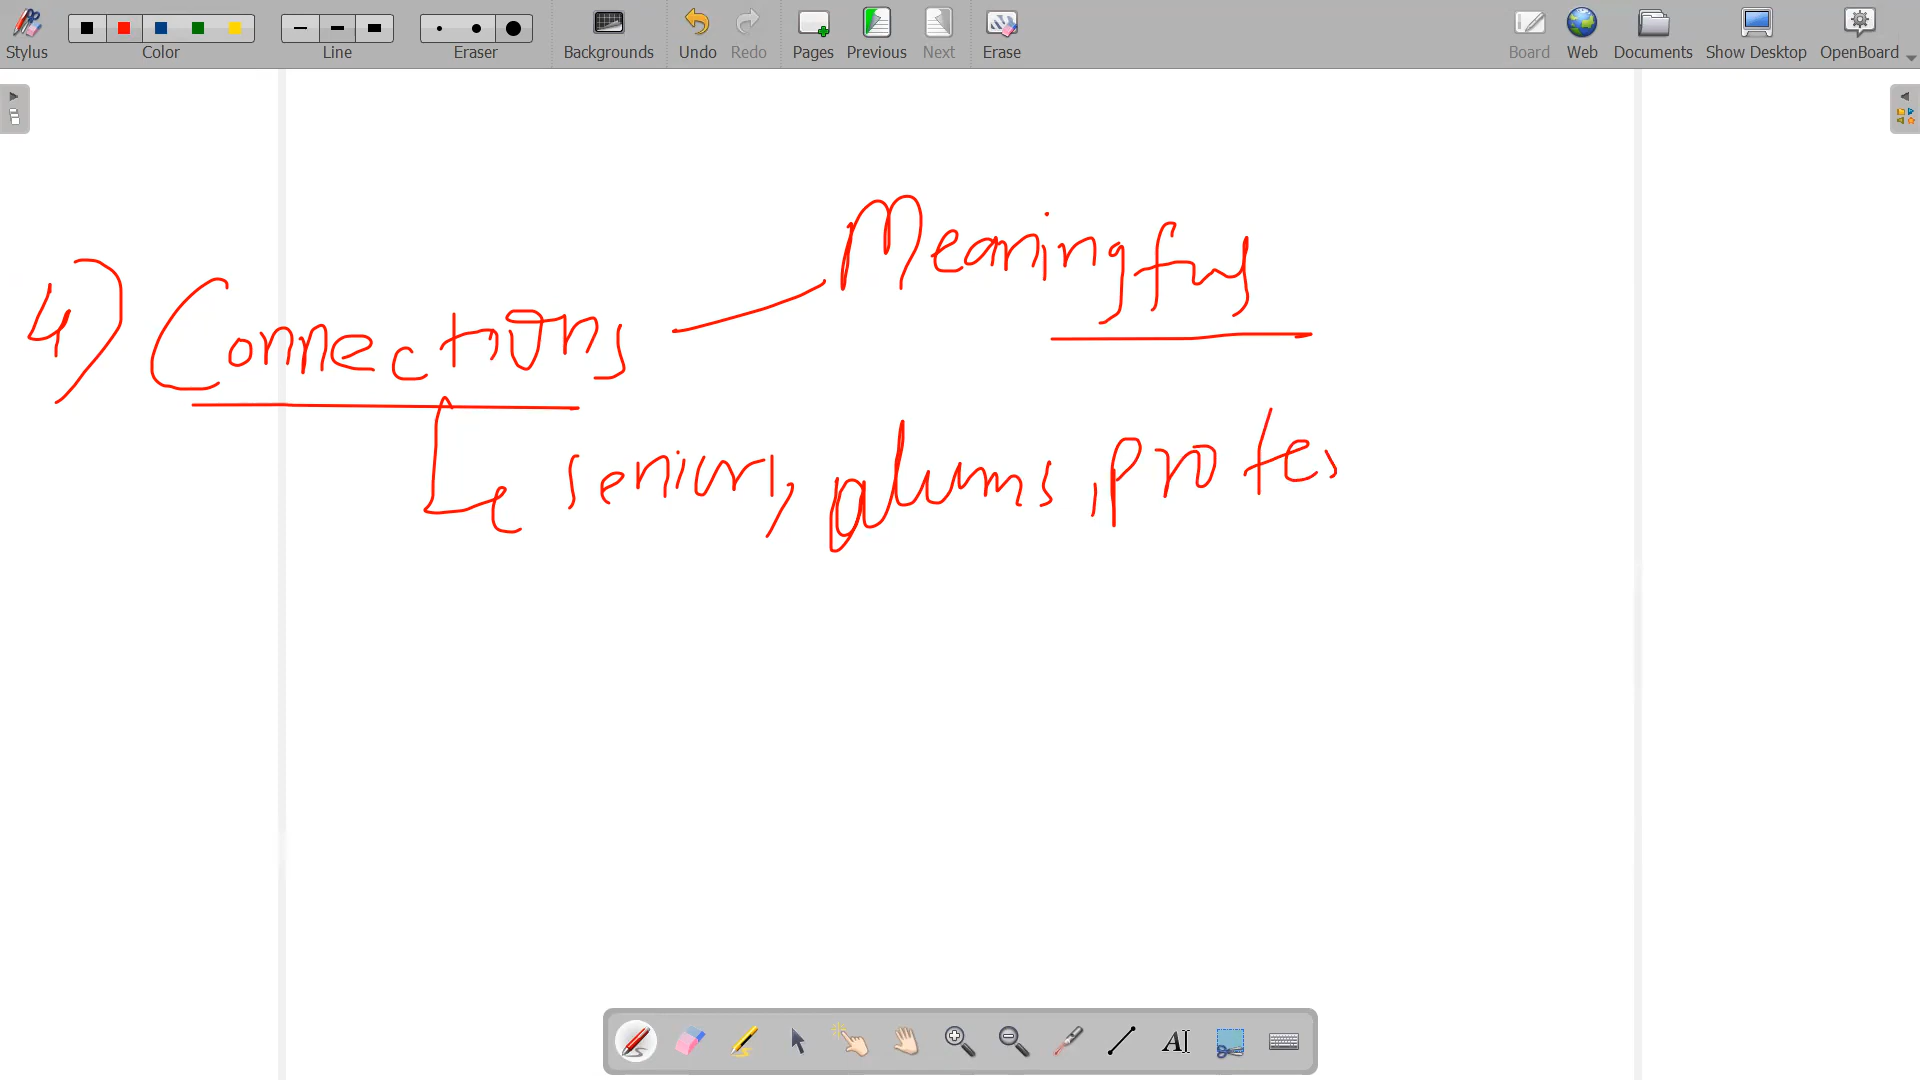 Stylus Color Line Eraser Backgrounds Undo Redo Pages Previous Next Erase Board Web Documents Show Desktop OpenBoard
Meaningful
4) Connections
seniors, alums, profes
AI